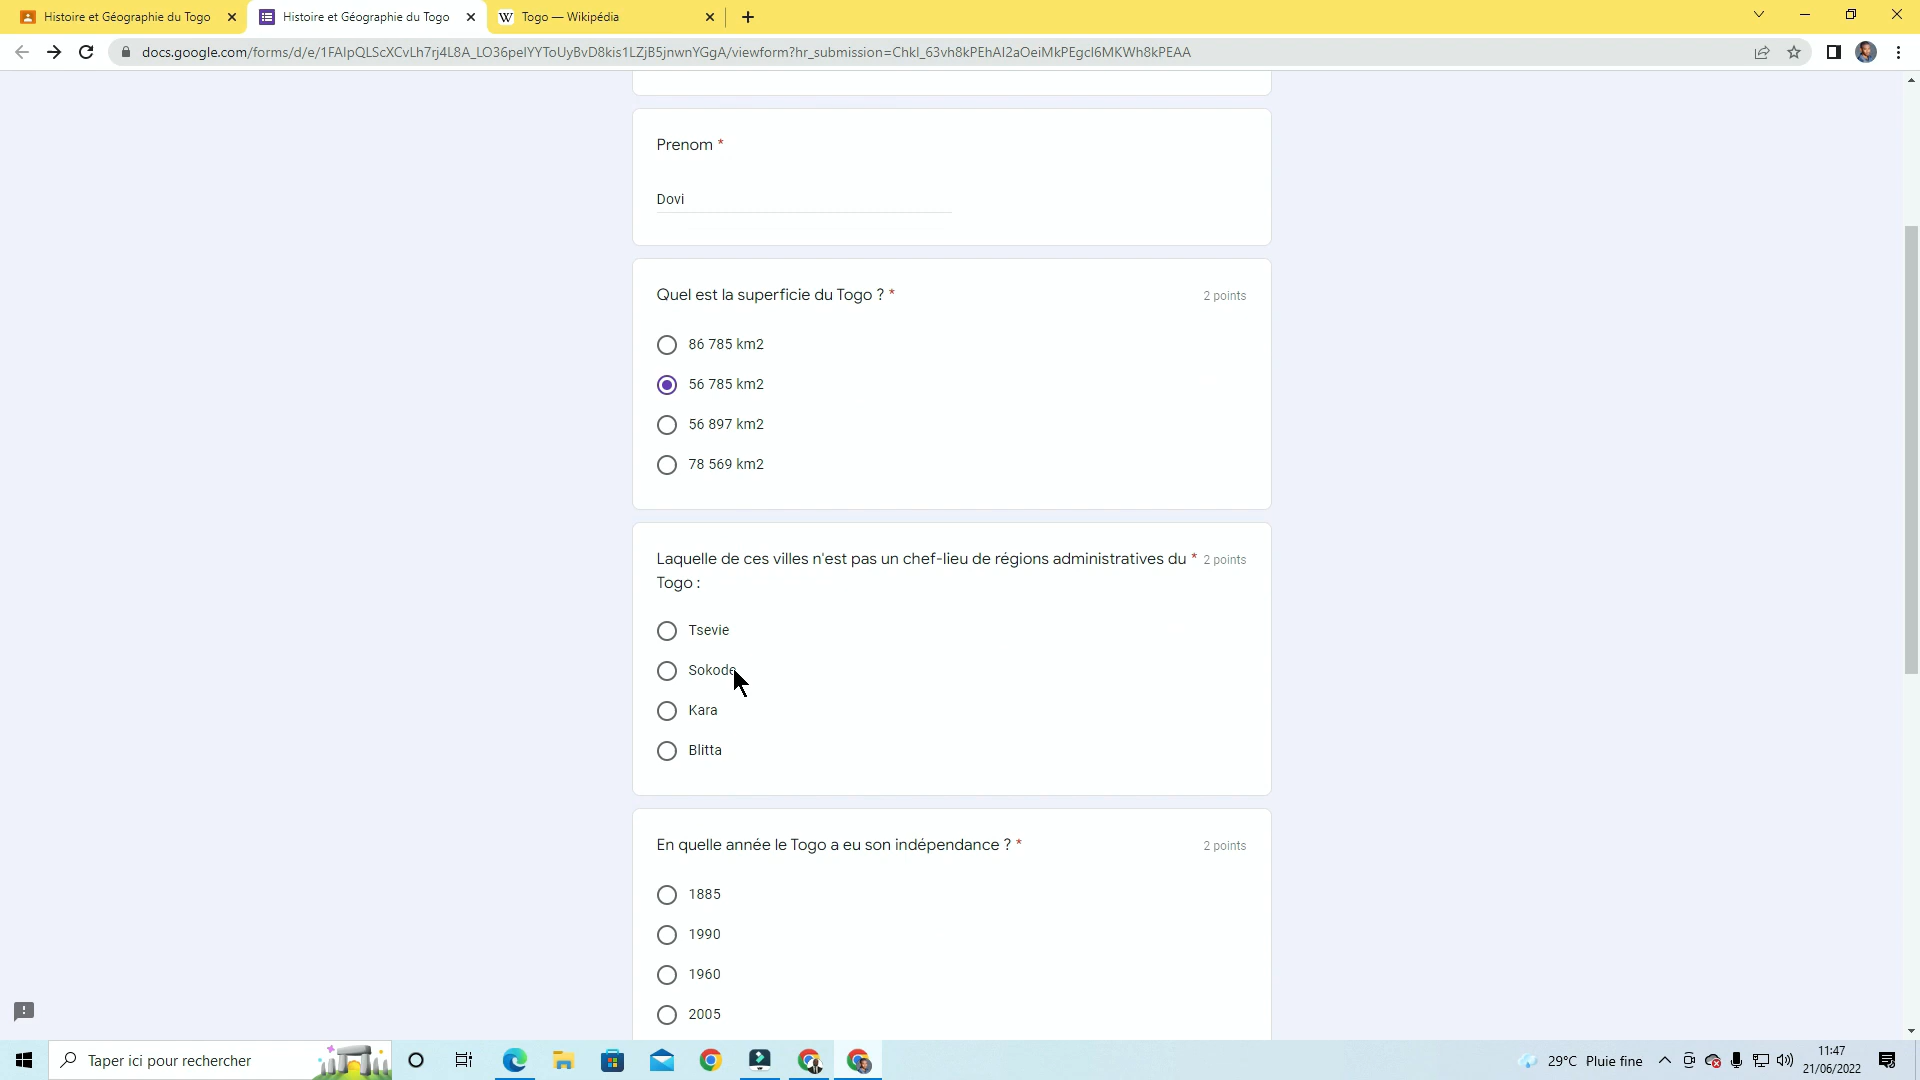 Histoire et Géographie du Togo
Histoire et Géographie du Togo
Togo — Wikipédia
docs.google.com/forms/d/e/1FAIpQLScXCvLh7rj4L8A_LO36pelYYToUyBvD8kis1LZjB5jnwnYGgA/viewform?hr_submission=Chkl_63vh8kPEhAI2aOeiMkPEgcI6MKWh8kPEAA
Prenom *
Dovi
Quel est la superficie du Togo ? *
2 points
86 785 km2
56 785 km2
56 897 km2
78 569 km2
Laquelle de ces villes n'est pas un chef-lieu de régions administratives du * 2 points
Togo :
Tsevie
Sokode
Kara
Blitta
En quelle année le Togo a eu son indépendance ? *
2 points
1885
1990
1960
2005
Taper ici pour rechercher
29°C Pluie fine
11:47
21/06/2022